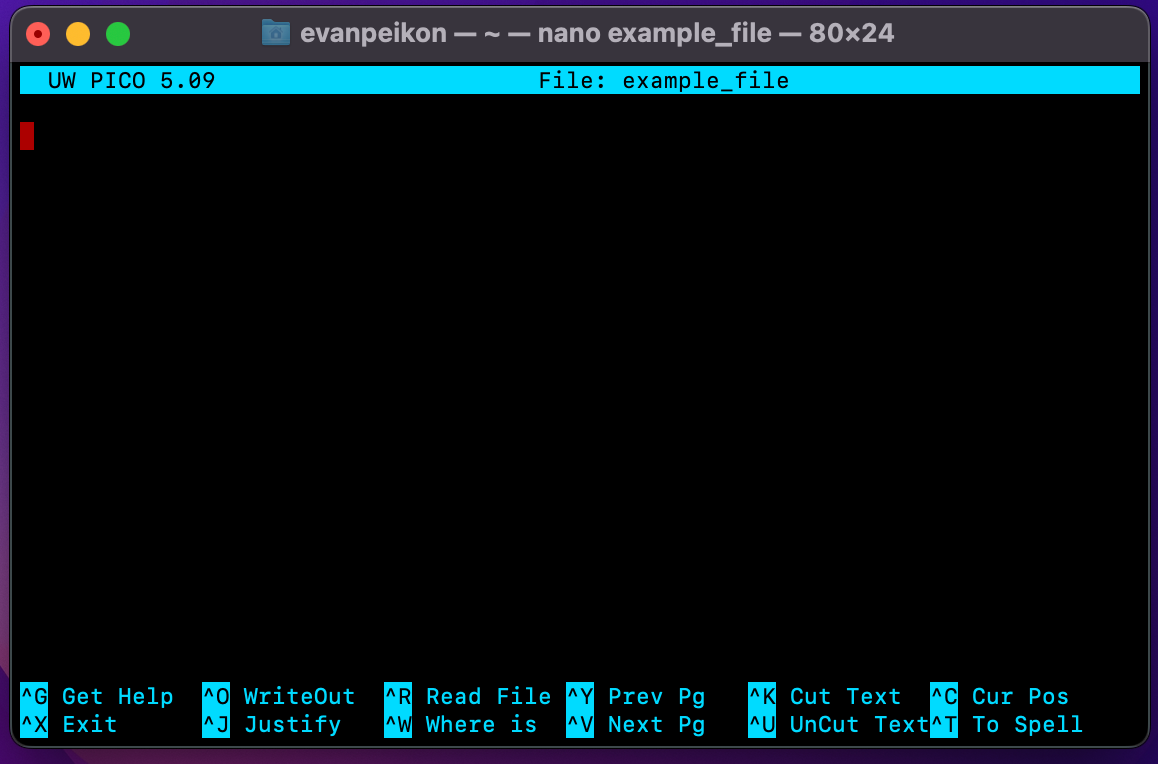 evanpeikon — ~ — nano example_file — 80×24
UW PICO 5.09 File: example_file
^G Get Help ^O WriteOut ^R Read File ^Y Prev Pg ^K Cut Text ^C Cur Pos
^X Exit ^J Justify ^W Where is ^V Next Pg ^U UnCut Text ^T To Spell